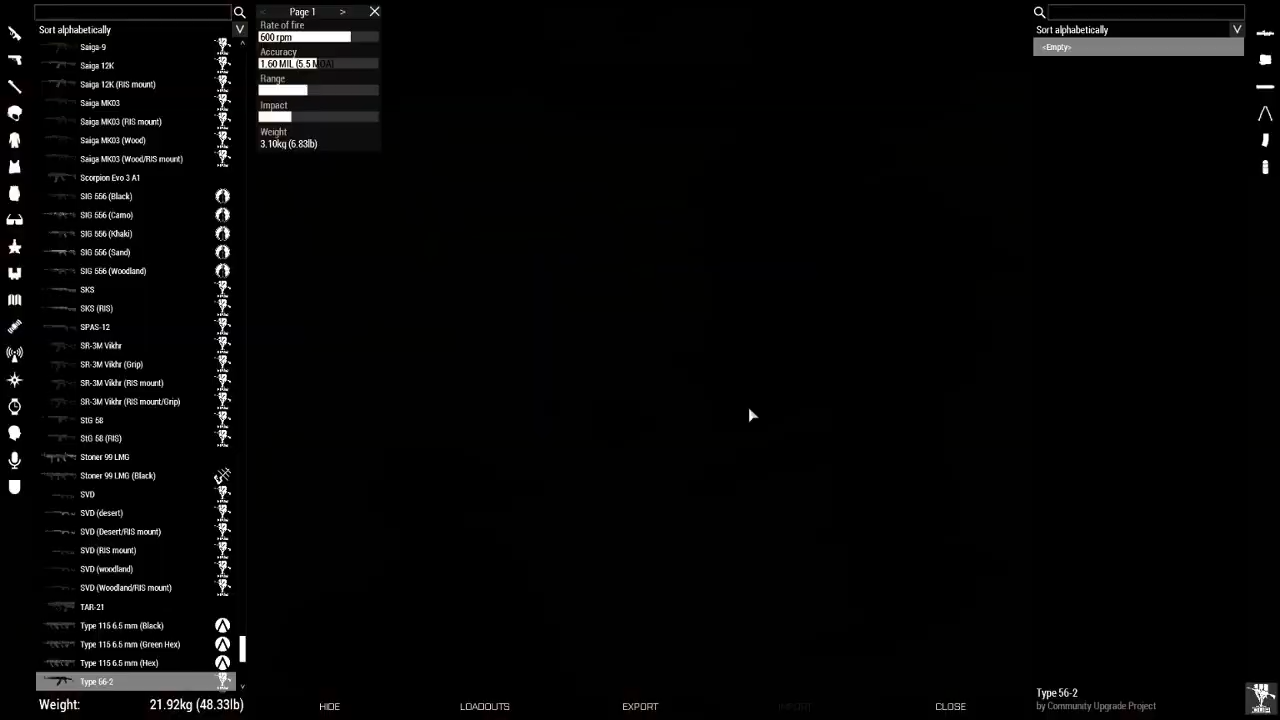 Sort alphabetically
Saiga-9
Saiga 12K
Saiga 12K (RIS mount)
Saiga MK03
Saiga MK03 (RIS mount)
Saiga MK03 (Wood)
Saiga MK03 (Wood/RIS mount)
Scorpion Evo 3 A1
SIG 556 (Black)
SIG 556 (Camo)
SIG 556 (Khaki)
SIG 556 (Sand)
SIG 556 (Woodland)
SKS
SKS (RIS)
SPAS-12
SR-3M Vikhr
SR-3M Vikhr (Grip)
SR-3M Vikhr (RIS mount)
SR-3M Vikhr (RIS mount/Grip)
StG 58
StG 58 (RIS)
Stoner 99 LMG
Stoner 99 LMG (Black)
SVD
SVD (desert)
SVD (Desert/RIS mount)
SVD (RIS mount)
SVD (woodland)
SVD (Woodland/RIS mount)
TAR-21
Type 115 6.5 mm (Black)
Type 115 6.5 mm (Green Hex)
Type 115 6.5 mm (Hex)
Type 56-2
Weight: 21.92kg (48.33lb)
< Page 1 >
Rate of fire
600 rpm
Accuracy
1.60 MIL (5.5 MOA)
Range
Impact
Weight
3.10kg (6.83lb)
Sort alphabetically
<Empty>
HIDE LOADOUTS EXPORT IMPORT CLOSE
Type 56-2
by Community Upgrade Project